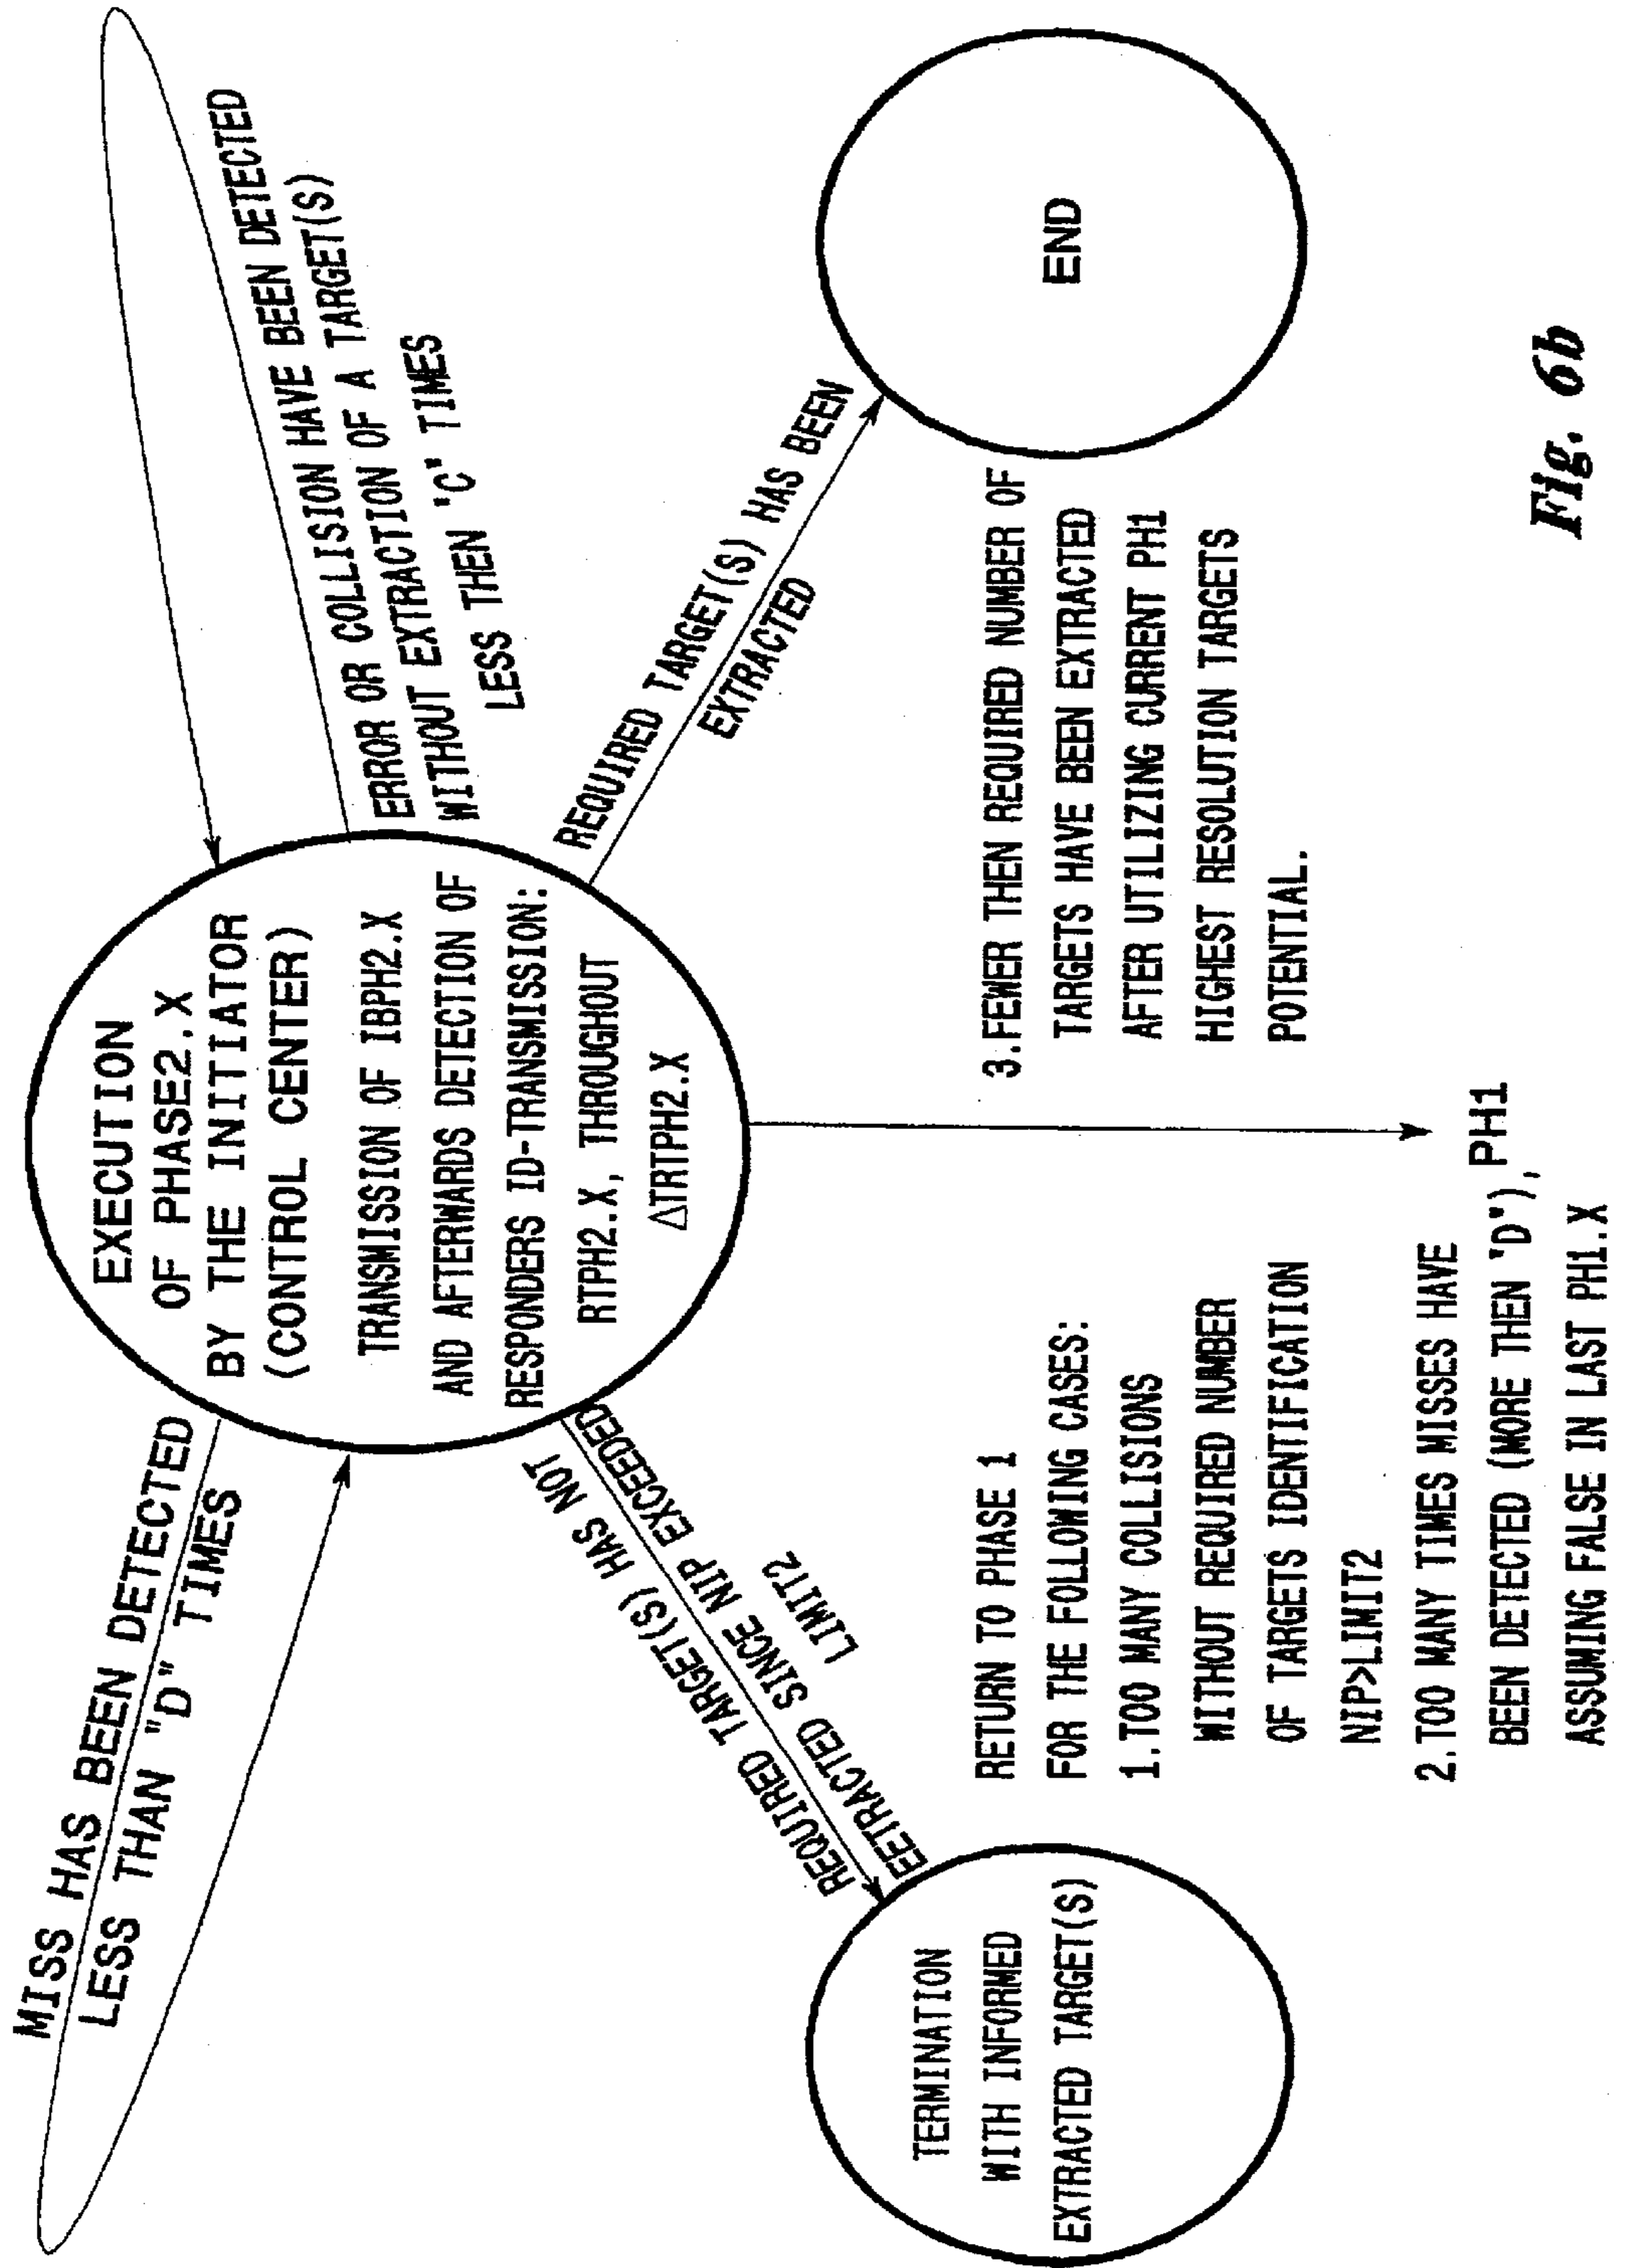 MISS HAS BEEN DETECTED
LESS THAN "D" TIMES
EXECUTION
OF PHASE2.X
BY THE INITIATOR
(CONTROL CENTER)
TRANSMISSION OF IBPH2.X
AND AFTERWARDS DETECTION OF
RESPONDERS ID-TRANSMISSION:
RTPH2.X, THROUGHOUT
ΔTRTPH2.X
ERROR OR COLLISION HAVE BEEN DETECTED
WITHOUT EXTRACTION OF A TARGET(S)
LESS THEN "C" TIMES
REQUIRED TARGET(S) HAS NOT
EETRACTED SINCE NIP EXCEEDED
LIMIT2
REQUIRED TARGET(S) HAS BEEN
EXTRACTED
TERMINATION
WITH INFORMED
EXTRACTED TARGET(S)
RETURN TO PHASE 1
FOR THE FOLLOWING CASES:
1.TOO MANY COLLISIONS
WITHOUT REQUIRED NUMBER
OF TARGETS IDENTIFICATION
NIP>LIMIT2
2.TOO MANY TIMES MISSES HAVE
BEEN DETECTED (MORE THEN "D"),
ASSUMING FALSE IN LAST PH1.X
PH1
3.FEWER THEN REQUIRED NUMBER OF
TARGETS HAVE BEEN EXTRACTED
AFTER UTILIZING CURRENT PH1
HIGHEST RESOLUTION TARGETS
POTENTIAL.
END
Fig. 6b